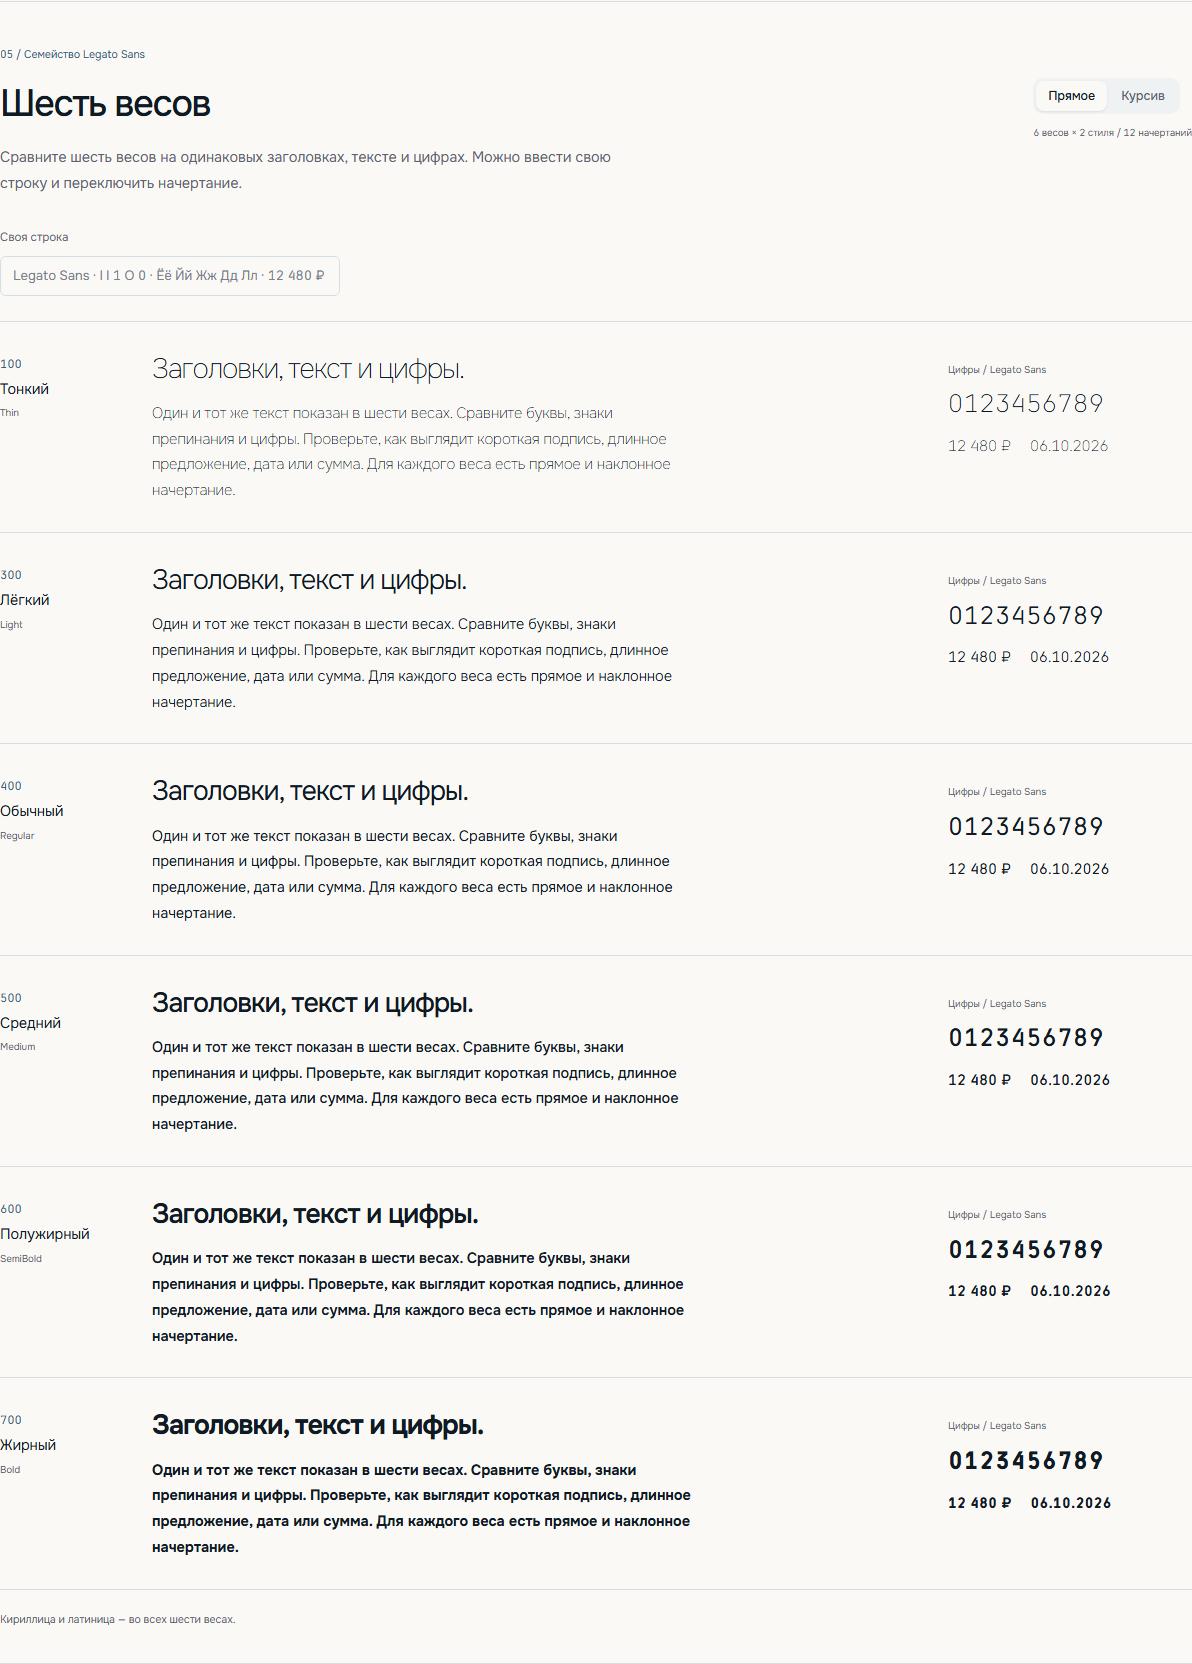 05 / Семейство Legato Sans
Шесть весов
Прямое Курсив
6 весов × 2 стиля / 12 начертаний
Сравните шесть весов на одинаковых заголовках, тексте и цифрах. Можно ввести свою
строку и переключить начертание.
Своя строка
Legato Sans · I l 1 O 0 · Ёё Йй Жж Дд Лл · 12 480 ₽
100
Тонкий
Thin
Заголовки, текст и цифры.
Один и тот же текст показан в шести весах. Сравните буквы, знаки
препинания и цифры. Проверьте, как выглядит короткая подпись, длинное
предложение, дата или сумма. Для каждого веса есть прямое и наклонное
начертание.
Цифры / Legato Sans
0123456789
12 480 ₽ 06.10.2026
300
Лёгкий
Light
Заголовки, текст и цифры.
Один и тот же текст показан в шести весах. Сравните буквы, знаки
препинания и цифры. Проверьте, как выглядит короткая подпись, длинное
предложение, дата или сумма. Для каждого веса есть прямое и наклонное
начертание.
Цифры / Legato Sans
0123456789
12 480 ₽ 06.10.2026
400
Обычный
Regular
Заголовки, текст и цифры.
Один и тот же текст показан в шести весах. Сравните буквы, знаки
препинания и цифры. Проверьте, как выглядит короткая подпись, длинное
предложение, дата или сумма. Для каждого веса есть прямое и наклонное
начертание.
Цифры / Legato Sans
0123456789
12 480 ₽ 06.10.2026
500
Средний
Medium
Заголовки, текст и цифры.
Один и тот же текст показан в шести весах. Сравните буквы, знаки
препинания и цифры. Проверьте, как выглядит короткая подпись, длинное
предложение, дата или сумма. Для каждого веса есть прямое и наклонное
начертание.
Цифры / Legato Sans
0123456789
12 480 ₽ 06.10.2026
600
Полужирный
SemiBold
Заголовки, текст и цифры.
Один и тот же текст показан в шести весах. Сравните буквы, знаки
препинания и цифры. Проверьте, как выглядит короткая подпись, длинное
предложение, дата или сумма. Для каждого веса есть прямое и наклонное
начертание.
Цифры / Legato Sans
0123456789
12 480 ₽ 06.10.2026
700
Жирный
Bold
Заголовки, текст и цифры.
Один и тот же текст показан в шести весах. Сравните буквы, знаки
препинания и цифры. Проверьте, как выглядит короткая подпись, длинное
предложение, дата или сумма. Для каждого веса есть прямое и наклонное
начертание.
Цифры / Legato Sans
0123456789
12 480 ₽ 06.10.2026
Кириллица и латиница — во всех шести весах.